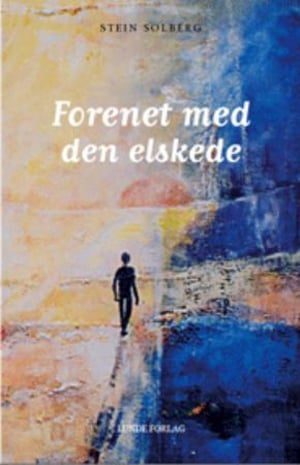 STEIN SOLBERG
Forenet med
den elskede
LUNDE FORLAG